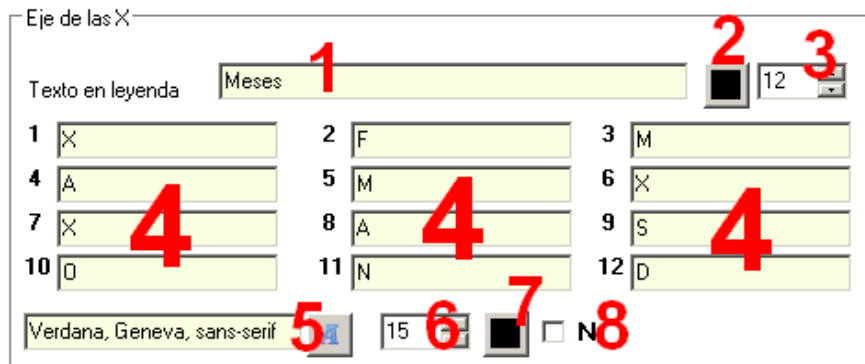 Eje de las X
Texto en leyenda Meses 1 2 12 3
1 X 2 F 3 M
4 A 5 M 6 X
7 X 8 A 9 S
4 4 4
10 O 11 N 12 D
Verdana, Geneva, sans-serif 5 A 15 6 7 N 8